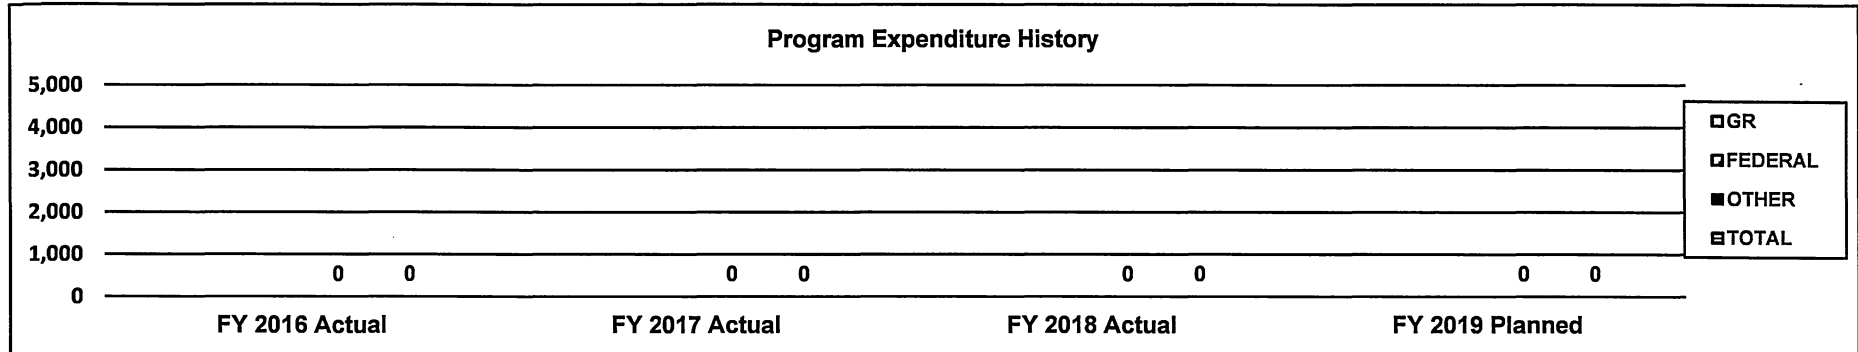 Program Expenditure History
5,000
4,000
3,000
2,000
1,000
0
0 0 0 0 0 0 0 0
FY 2016 Actual FY 2017 Actual FY 2018 Actual FY 2019 Planned
GR
FEDERAL
OTHER
TOTAL